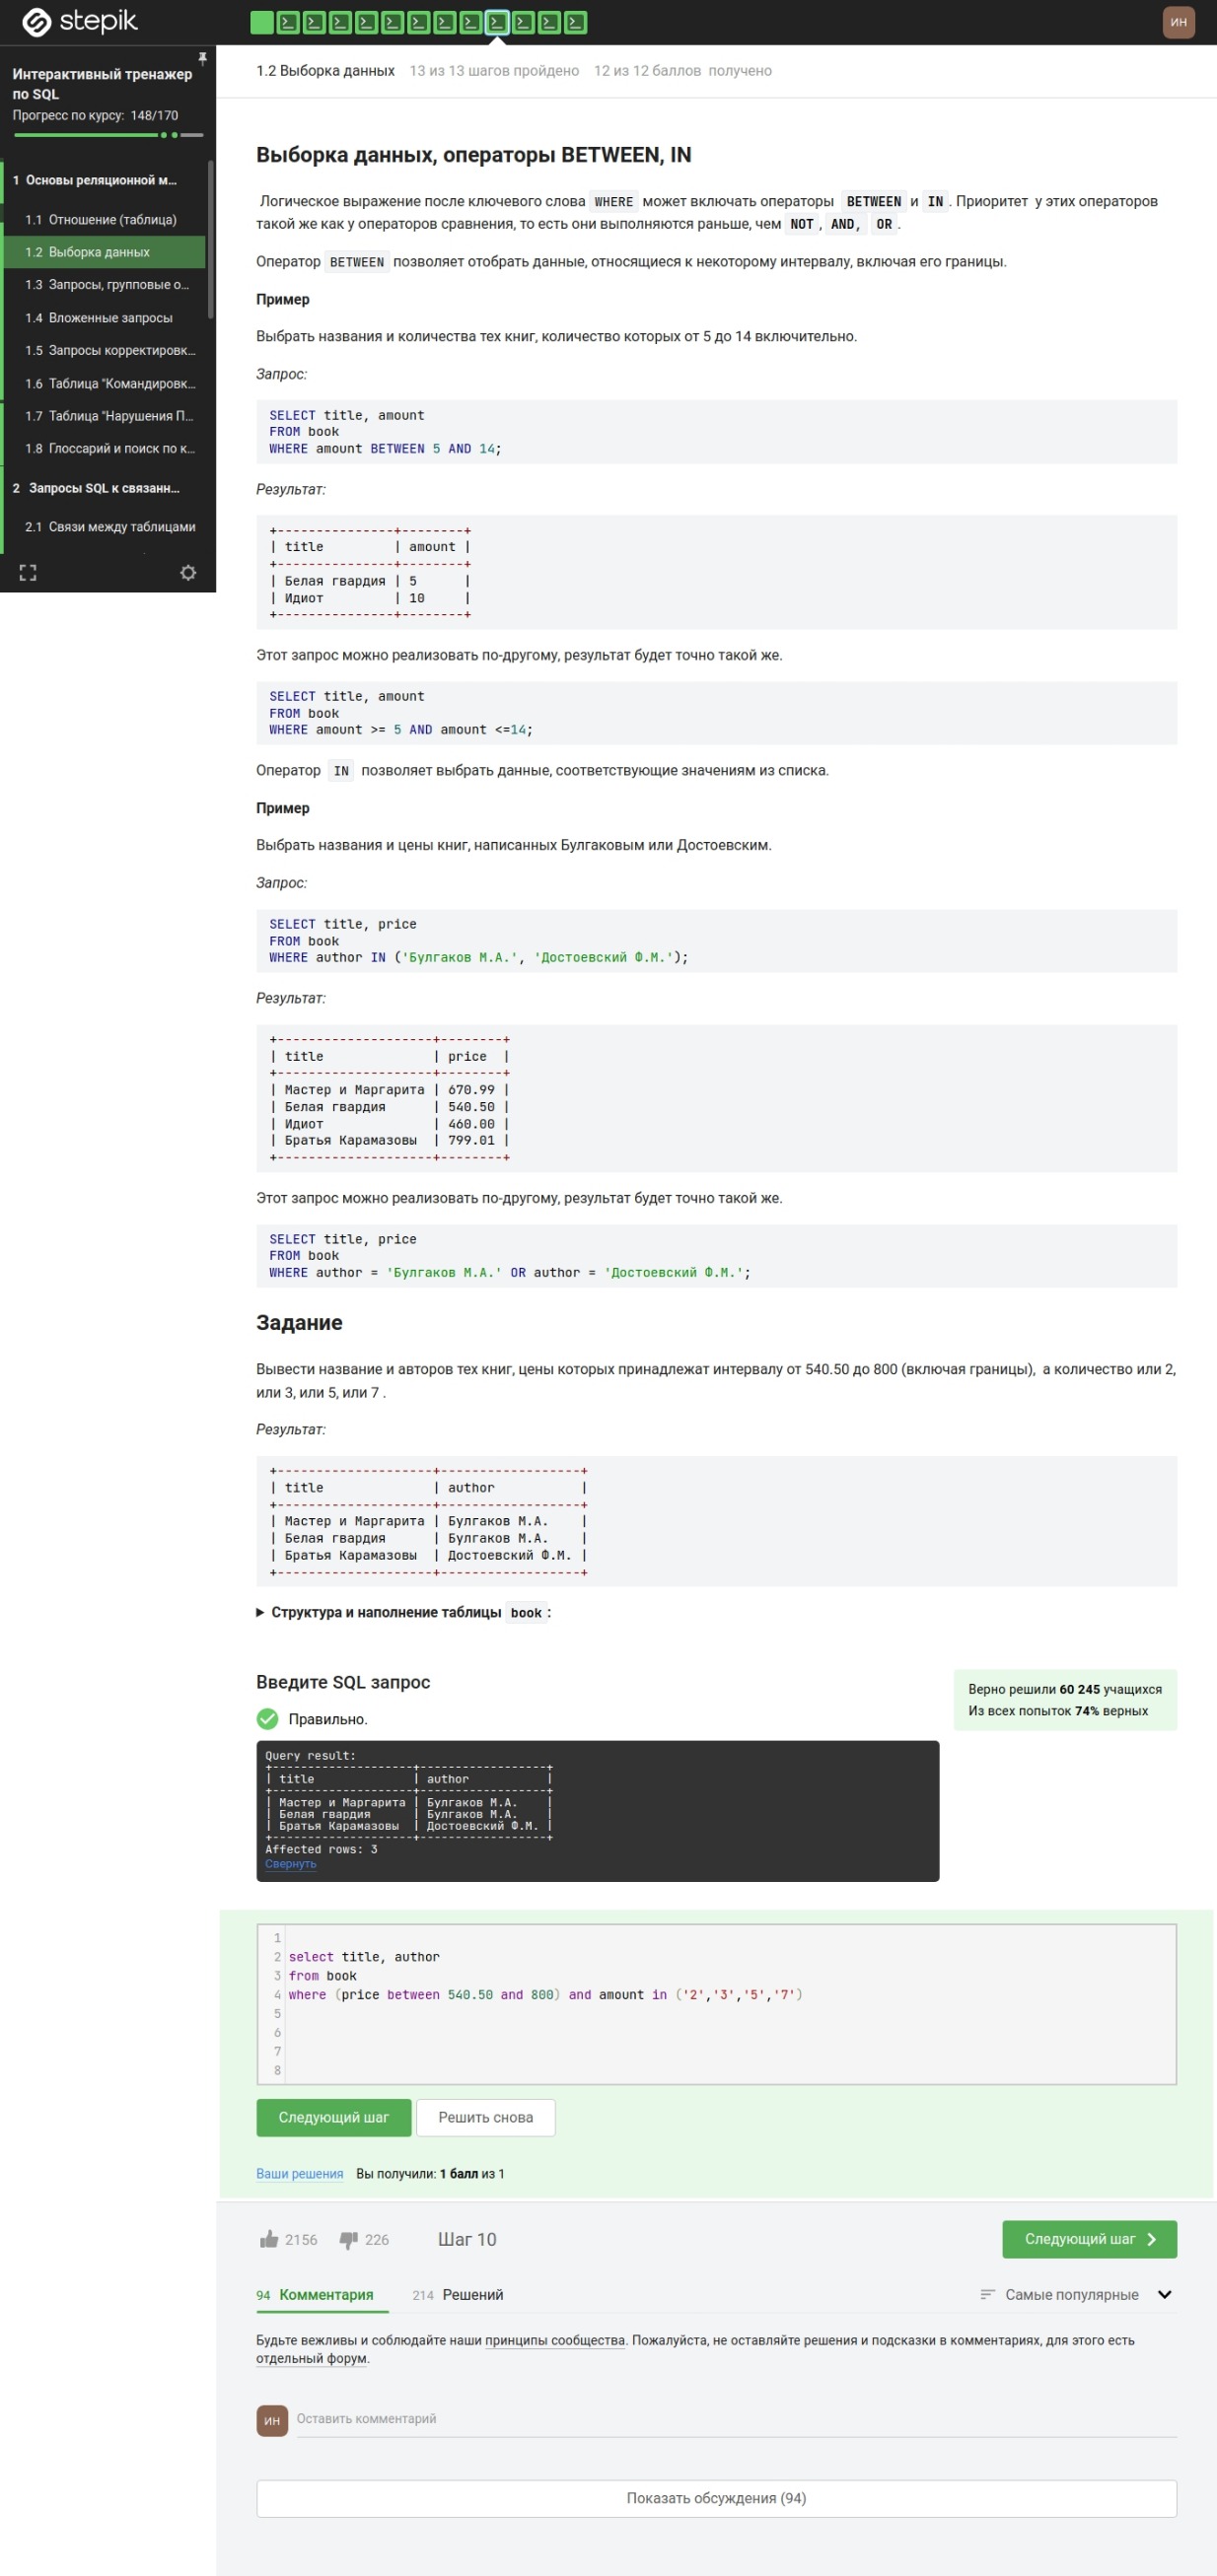 stepik
ИН
Интерактивный тренажер
по SQL
Прогресс по курсу: 148/170
1 Основы реляционной м...
1.1 Отношение (таблица)
1.2 Выборка данных
1.3 Запросы, групповые о...
1.4 Вложенные запросы
1.5 Запросы корректировк...
1.6 Таблица "Командировк...
1.7 Таблица "Нарушения П...
1.8 Глоссарий и поиск по к...
2 Запросы SQL к связанн...
2.1 Связи между таблицами
1.2 Выборка данных 13 из 13 шагов пройдено 12 из 12 баллов получено
Выборка данных, операторы BETWEEN, IN
Логическое выражение после ключевого слова WHERE может включать операторы BETWEEN и IN. Приоритет у этих операторов
такой же как у операторов сравнения, то есть они выполняются раньше, чем NOT, AND, OR.
Оператор BETWEEN позволяет отобрать данные, относящиеся к некоторому интервалу, включая его границы.
Пример
Выбрать названия и количества тех книг, количество которых от 5 до 14 включительно.
Запрос:
SELECT title, amount
FROM book
WHERE amount BETWEEN 5 AND 14;
Результат:
+---------------+--------+
| title         | amount |
+---------------+--------+
| Белая гвардия | 5      |
| Идиот         | 10     |
+---------------+--------+
Этот запрос можно реализовать по-другому, результат будет точно такой же.
SELECT title, amount
FROM book
WHERE amount >= 5 AND amount <=14;
Оператор IN позволяет выбрать данные, соответствующие значениям из списка.
Пример
Выбрать названия и цены книг, написанных Булгаковым или Достоевским.
Запрос:
SELECT title, price
FROM book
WHERE author IN ('Булгаков М.А.', 'Достоевский Ф.М.');
Результат:
+--------------------+--------+
| title              | price  |
+--------------------+--------+
| Мастер и Маргарита | 670.99 |
| Белая гвардия      | 540.50 |
| Идиот              | 460.00 |
| Братья Карамазовы  | 799.01 |
+--------------------+--------+
Этот запрос можно реализовать по-другому, результат будет точно такой же.
SELECT title, price
FROM book
WHERE author = 'Булгаков М.А.' OR author = 'Достоевский Ф.М.';
Задание
Вывести название и авторов тех книг, цены которых принадлежат интервалу от 540.50 до 800 (включая границы), а количество или 2,
или 3, или 5, или 7 .
Результат:
+--------------------+------------------+
| title              | author           |
+--------------------+------------------+
| Мастер и Маргарита | Булгаков М.А.    |
| Белая гвардия      | Булгаков М.А.    |
| Братья Карамазовы  | Достоевский Ф.М. |
+--------------------+------------------+
Структура и наполнение таблицы book:
Введите SQL запрос
Верно решили 60 245 учащихся
Из всех попыток 74% верных
Правильно.
Query result:
+--------------------+------------------+
| title              | author           |
+--------------------+------------------+
| Мастер и Маргарита | Булгаков М.А.    |
| Белая гвардия      | Булгаков М.А.    |
| Братья Карамазовы  | Достоевский Ф.М. |
+--------------------+------------------+
Affected rows: 3
Свернуть
1
2 select title, author
3 from book
4 where (price between 540.50 and 800) and amount in ('2','3','5','7')
5
6
7
8
Следующий шаг Решить снова
Ваши решения Вы получили: 1 балл из 1
2156 226 Шаг 10 Следующий шаг
94 Комментария 214 Решений Самые популярные
Будьте вежливы и соблюдайте наши принципы сообщества. Пожалуйста, не оставляйте решения и подсказки в комментариях, для этого есть
отдельный форум.
ИН Оставить комментарий
Показать обсуждения (94)